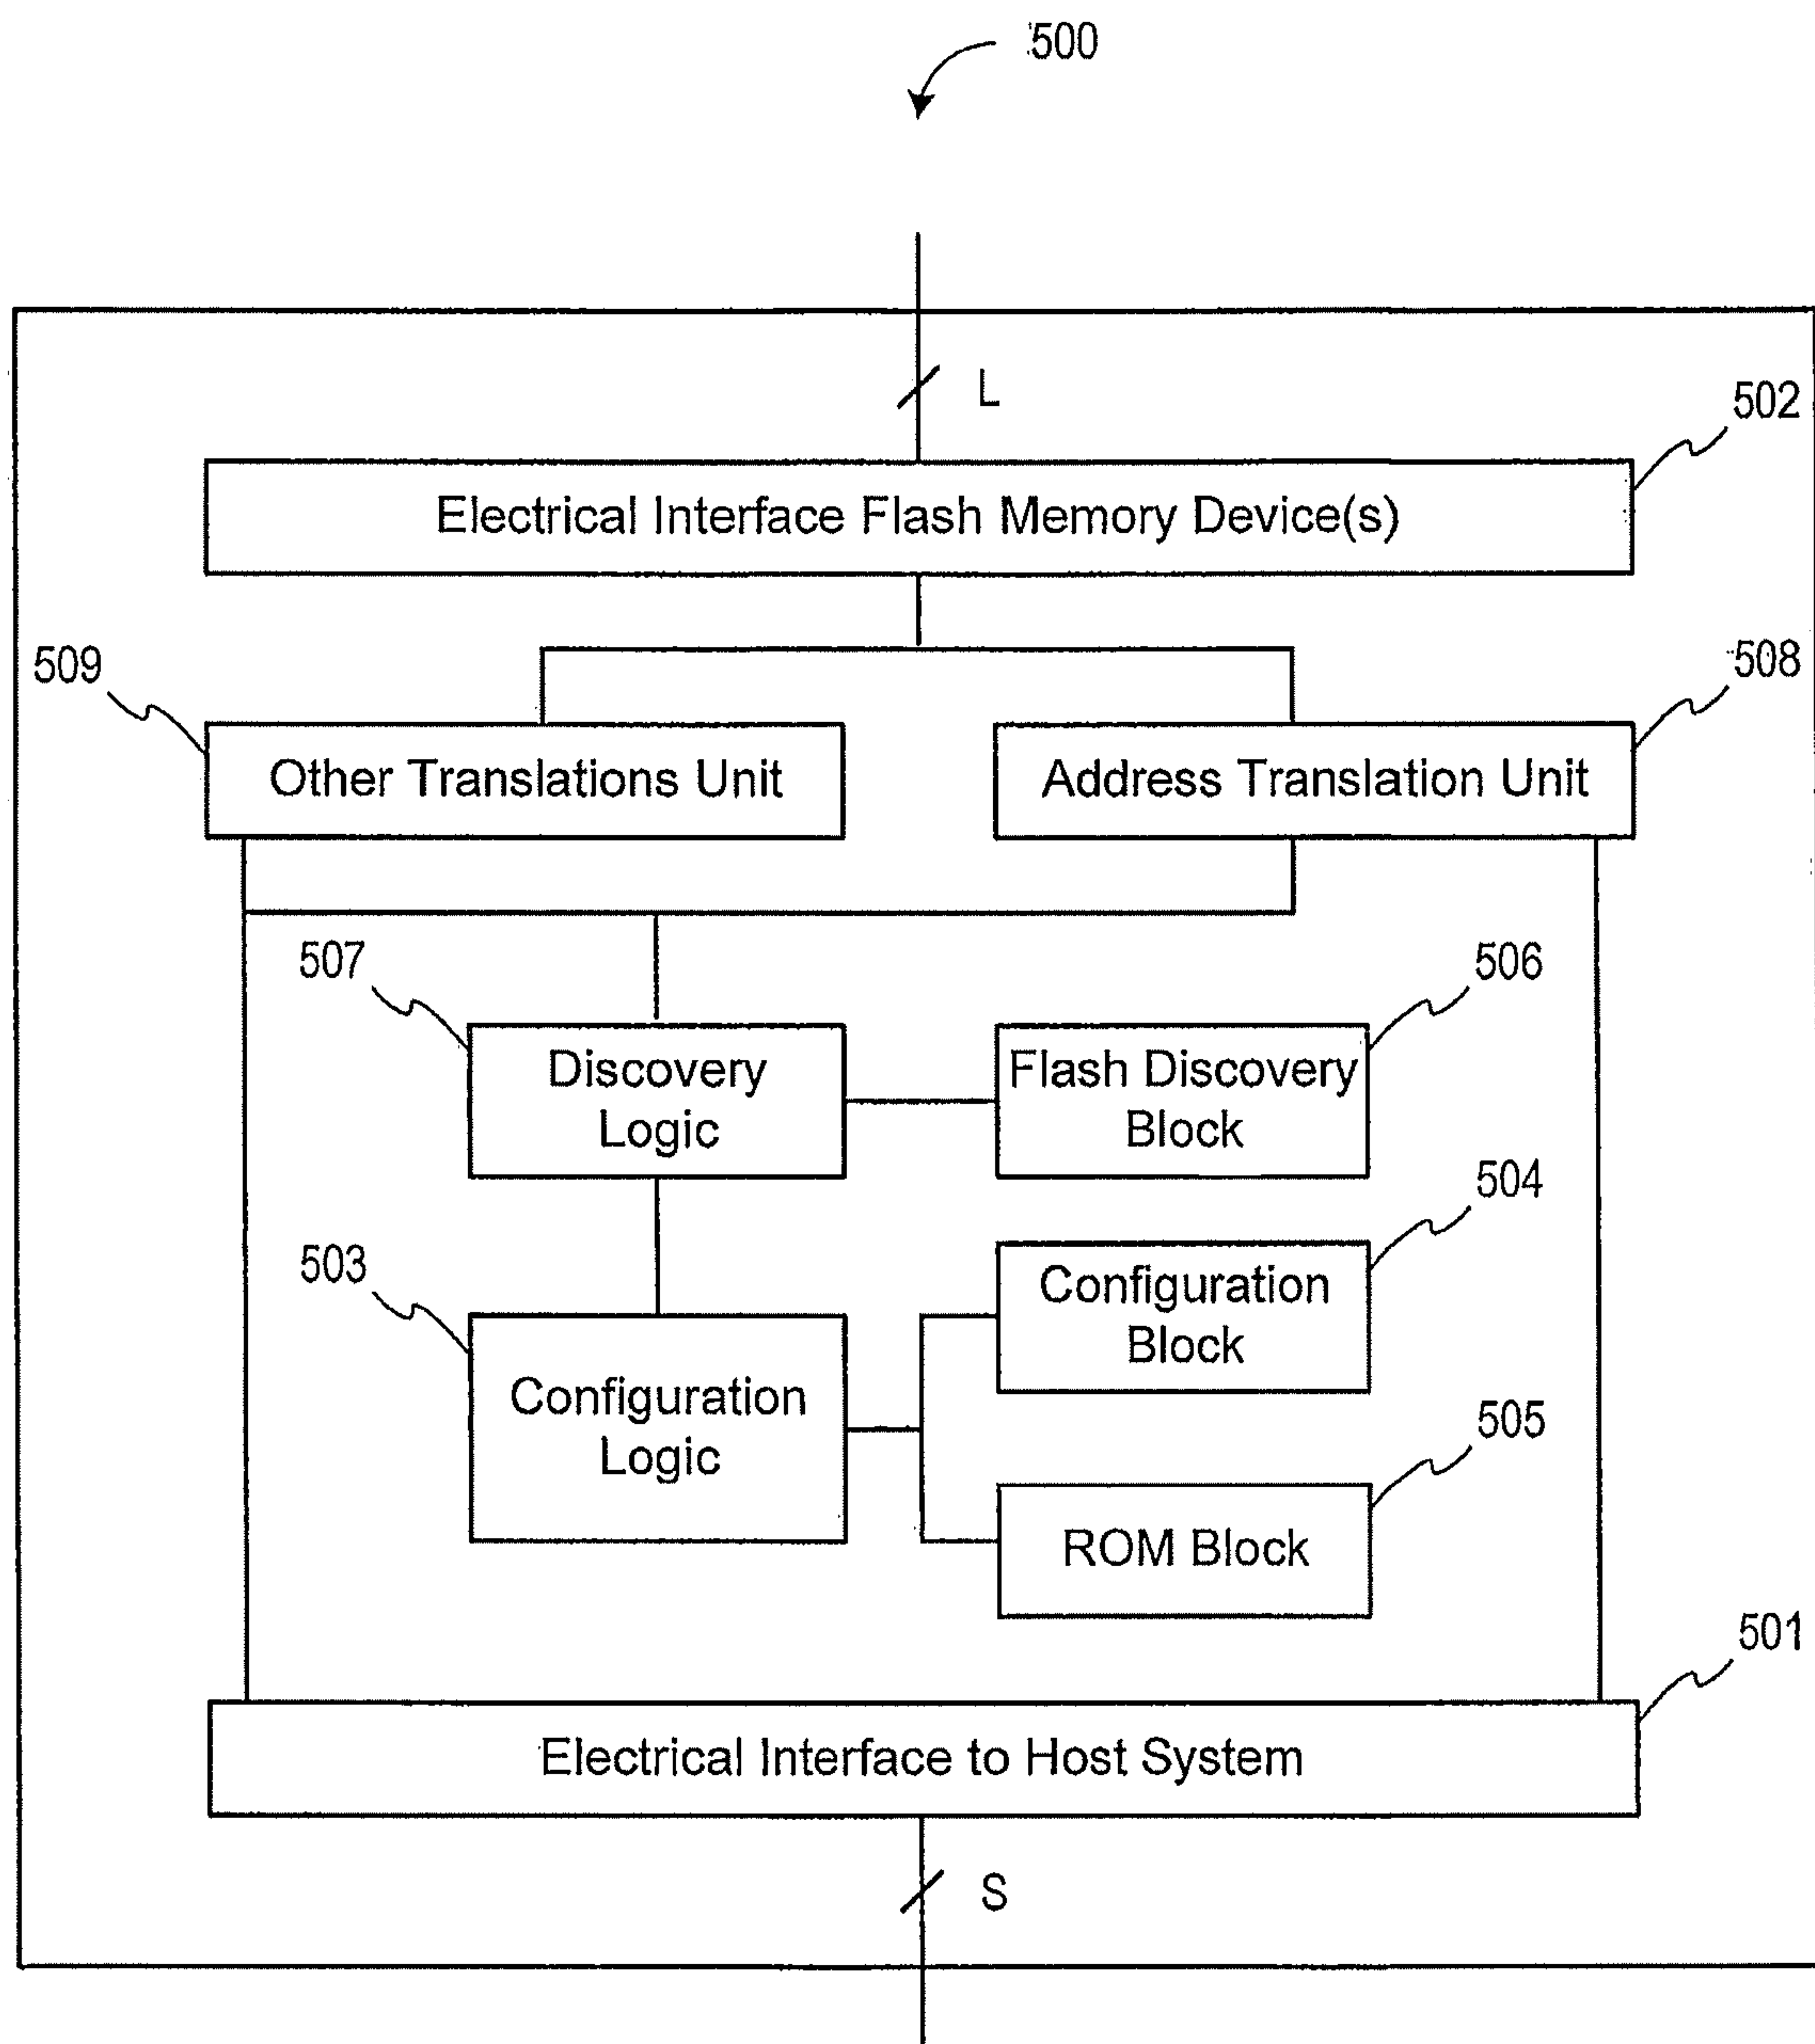 500
L
502
Electrical Interface Flash Memory Device(s)
509
508
Other Translations Unit
Address Translation Unit
507
506
Discovery
Logic
Flash Discovery
Block
504
503
Configuration
Block
Configuration
Logic
505
ROM Block
501
Electrical Interface to Host System
S